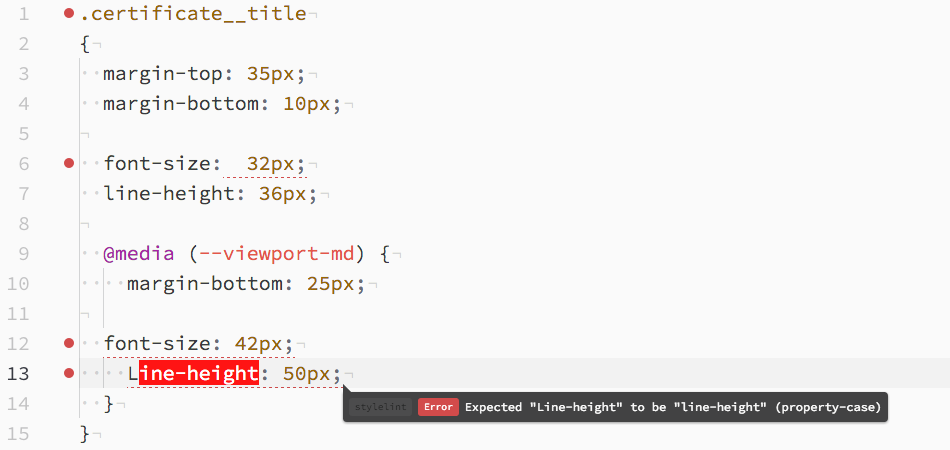 1 .certificate__title¬
2 {¬
3 ··margin-top: 35px;¬
4 ··margin-bottom: 10px;¬
5 ¬
6 ··font-size:  32px;¬
7 ··line-height: 36px;¬
8 ¬
9 ··@media (--viewport-md) {¬
10 ····margin-bottom: 25px;¬
11 ¬
12 ··font-size: 42px;¬
13 ····Line-height: 50px;¬
stylelint Error Expected "Line-height" to be "line-height" (property-case)
14 ··}¬
15 }¬